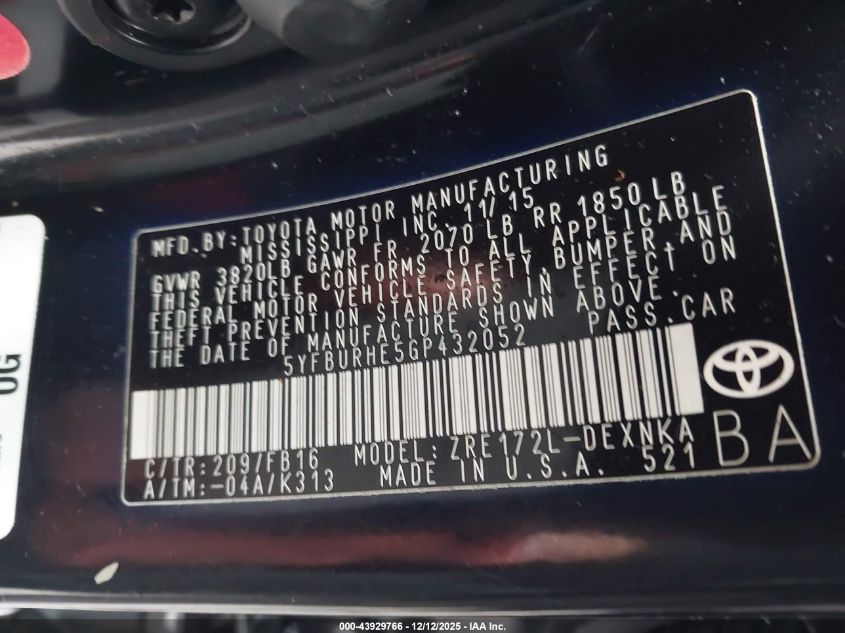 MFD. BY: TOYOTA MOTOR MANUFACTURING
MISSISSIPPI INC. 11/15
GVWR 3820LB GAWR FR 2070 LB RR 1850 LB
THIS VEHICLE CONFORMS TO ALL APPLICABLE
FEDERAL MOTOR VEHICLE SAFETY, BUMPER, AND
THEFT PREVENTION STANDARDS IN EFFECT ON
THE DATE OF MANUFACTURE SHOWN ABOVE.
5YFBURHE5GP432052 PASS. CAR
C/TR: 209/FB16 MODEL: ZRE172L-DEXNKA
A/TM: -04A/K313 MADE IN U.S.A. 521
BA
OG
000-43929766 - 12/12/2025 - IAA Inc.